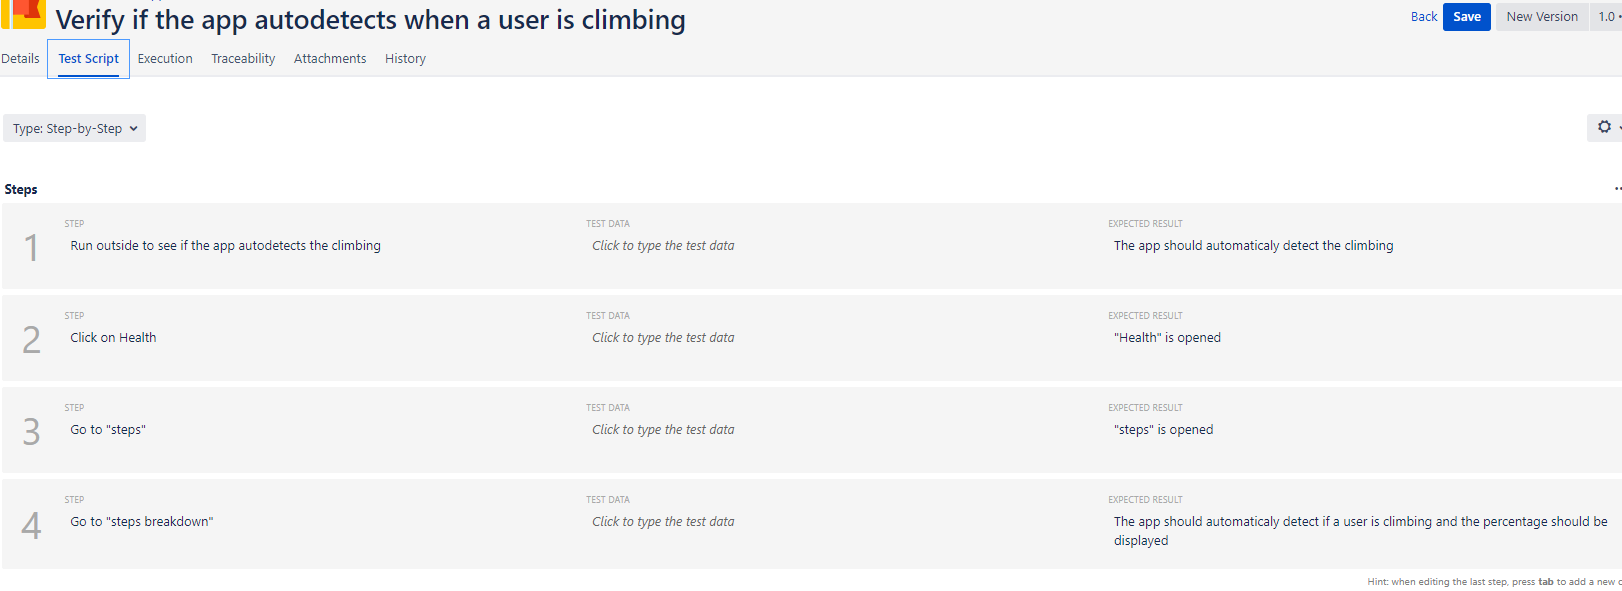 Verify if the app autodetects when a user is climbing
Back Save New Version 1.0
Details Test Script Execution Traceability Attachments History
Type: Step-by-Step
Steps
1
STEP
Run outside to see if the app autodetects the climbing
TEST DATA
Click to type the test data
EXPECTED RESULT
The app should automaticaly detect the climbing
2
STEP
Click on Health
TEST DATA
Click to type the test data
EXPECTED RESULT
"Health" is opened
3
STEP
Go to "steps"
TEST DATA
Click to type the test data
EXPECTED RESULT
"steps" is opened
4
STEP
Go to "steps breakdown"
TEST DATA
Click to type the test data
EXPECTED RESULT
The app should automaticaly detect if a user is climbing and the percentage should be
displayed
Hint: when editing the last step, press tab to add a new